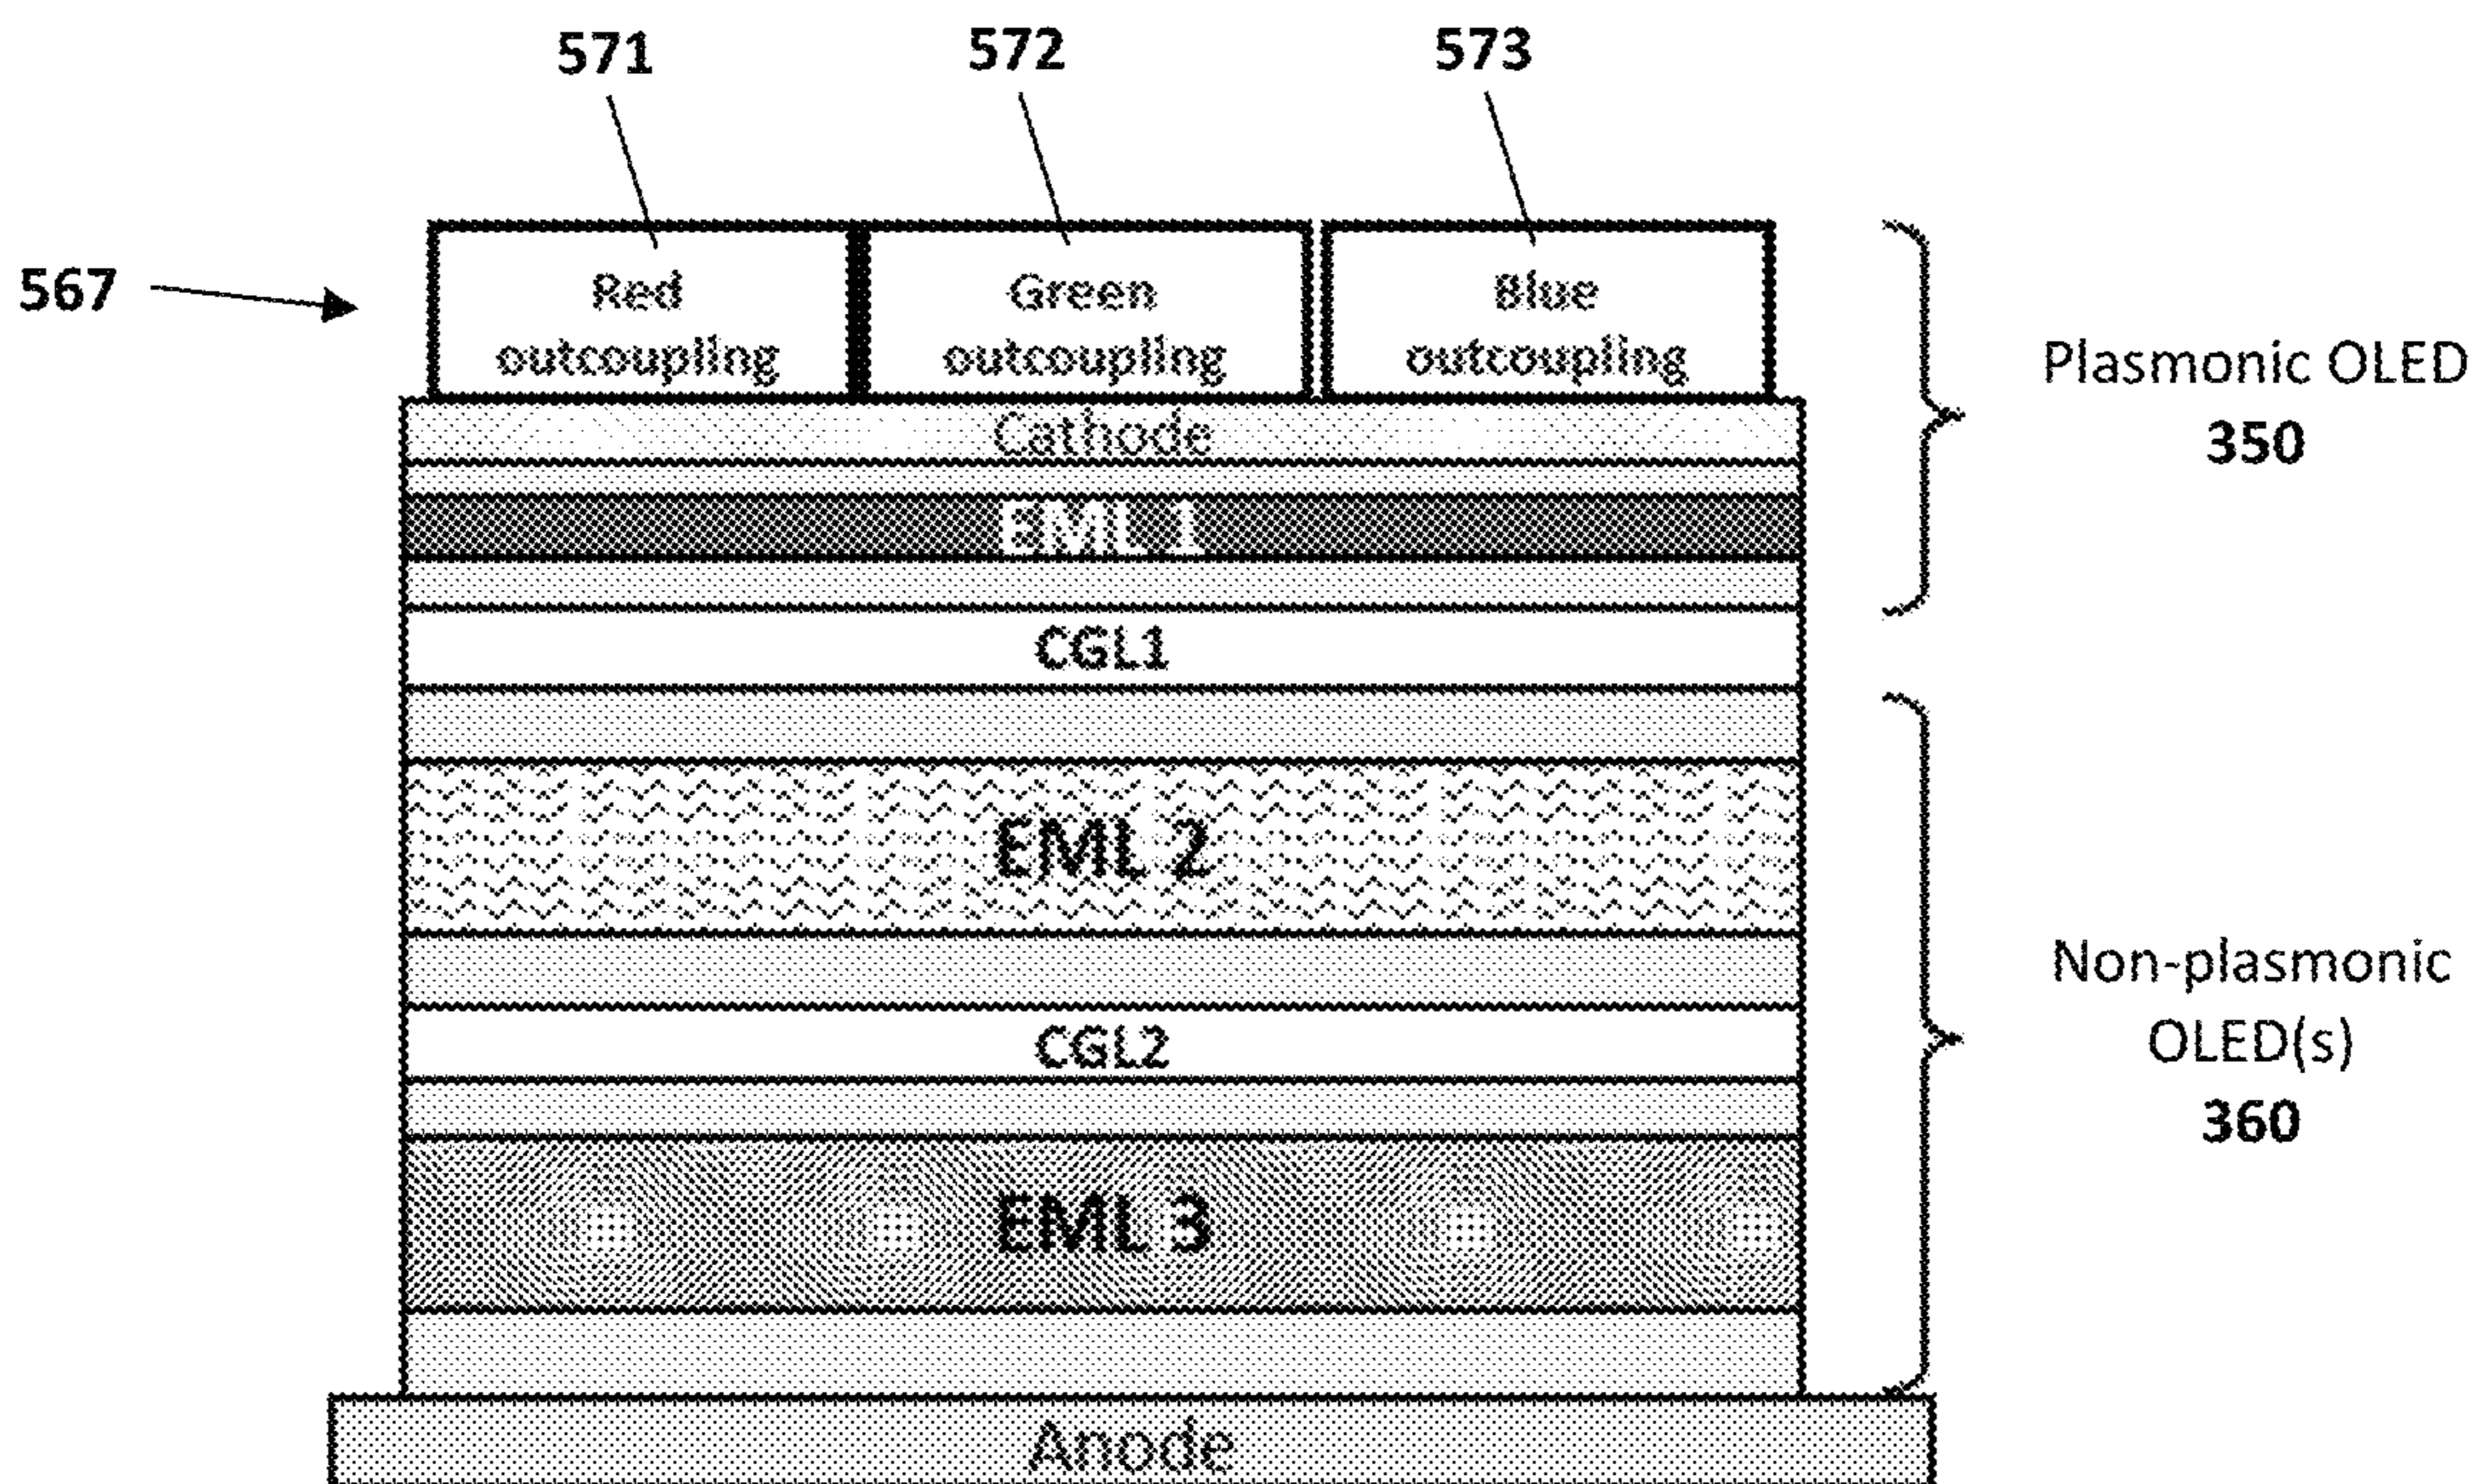 571
572
573
567
Red
outcoupling
Green
outcoupling
Blue
outcoupling
Cathode
Plasmonic OLED
350
EML 1
CGL1
EML 2
Non-plasmonic
OLED(s)
360
CGL2
EML 3
Anode